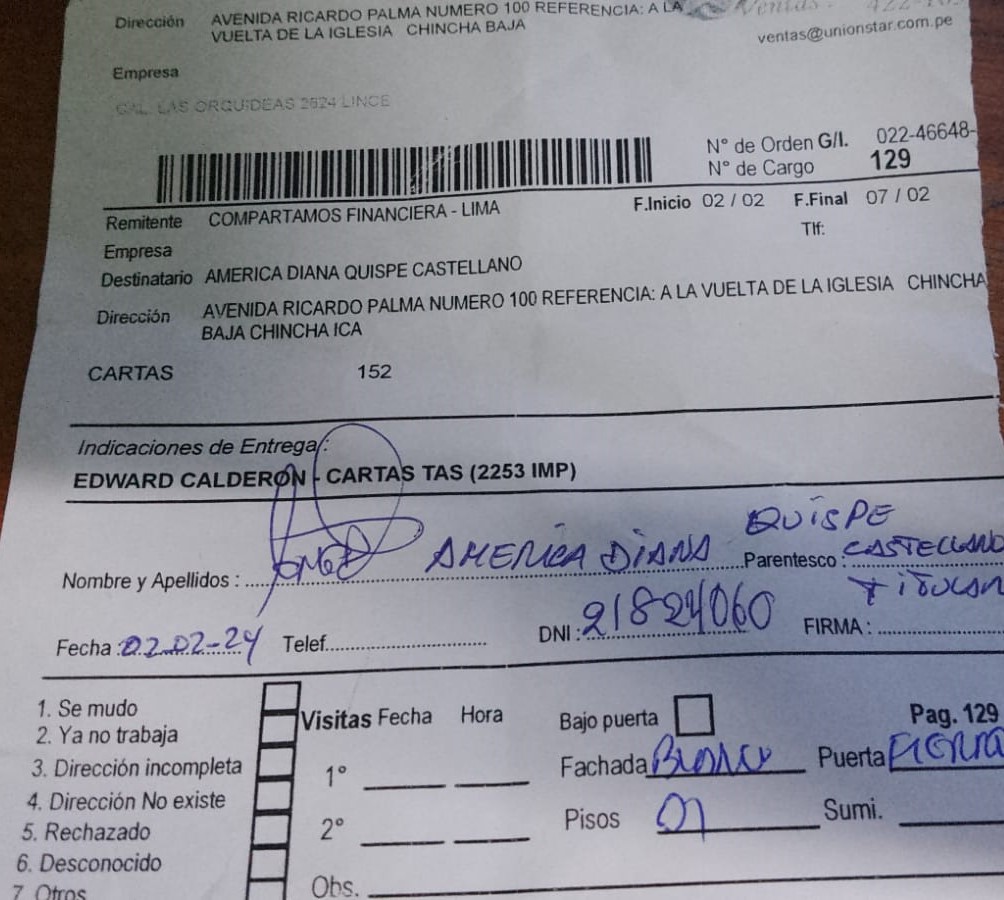 Dirección AVENIDA RICARDO PALMA NUMERO 100 REFERENCIA: A LA
VUELTA DE LA IGLESIA CHINCHA BAJA
Ventas:
ventas@unionstar.com.pe
Empresa
CAL. LAS ORQUIDEAS 2624 LINCE
N° de Orden G/I. 022-46648-
N° de Cargo 129
Remitente COMPARTAMOS FINANCIERA - LIMA F.Inicio 02 / 02 F.Final 07 / 02
Empresa Tlf:
Destinatario AMERICA DIANA QUISPE CASTELLANO
Dirección AVENIDA RICARDO PALMA NUMERO 100 REFERENCIA: A LA VUELTA DE LA IGLESIA CHINCHA
BAJA CHINCHA ICA
CARTAS 152
Indicaciones de Entrega :
EDWARD CALDERON - CARTAS TAS (2253 IMP)
Nombre y Apellidos : AMERICA DIANA QUISPE Parentesco : CASTELLANO
TITULAR
Fecha : 02-02-24 Telef. DNI : 21824060 FIRMA :
1. Se mudo
2. Ya no trabaja
3. Dirección incompleta
4. Dirección No existe
5. Rechazado
6. Desconocido
7. Otros
Visitas Fecha Hora
1°
2°
Obs.
Bajo puerta Pag. 129
Fachada Blanco Puerta Fierro
Pisos 01 Sumi.